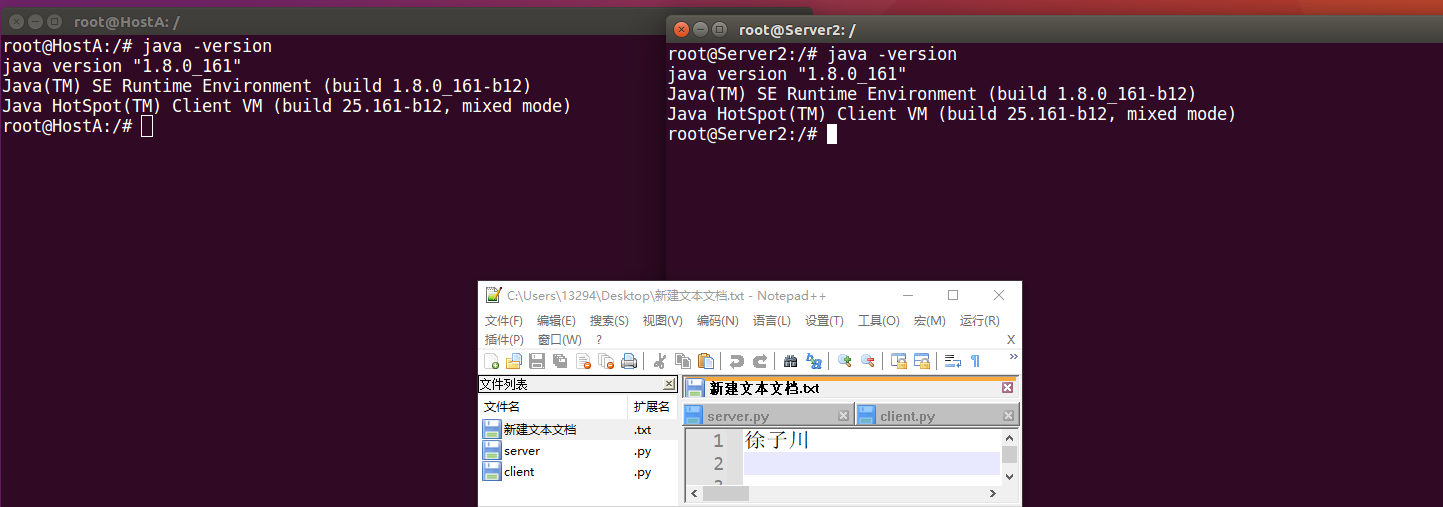 root@HostA: /
root@HostA:/# java -version
java version "1.8.0_161"
Java(TM) SE Runtime Environment (build 1.8.0_161-b12)
Java HotSpot(TM) Client VM (build 25.161-b12, mixed mode)
root@HostA:/#
root@Server2: /
root@Server2:/# java -version
java version "1.8.0_161"
Java(TM) SE Runtime Environment (build 1.8.0_161-b12)
Java HotSpot(TM) Client VM (build 25.161-b12, mixed mode)
root@Server2:/#
C:\Users\13294\Desktop\新建文本文档.txt - Notepad++
文件(F) 编辑(E) 搜索(S) 视图(V) 编码(N) 语言(L) 设置(T) 工具(O) 宏(M) 运行(R)
插件(P) 窗口(W) ? X
文件列表
文件名 扩展名
新建文本文档 .txt
server .py
client .py
新建文本文档.txt
server.py client.py
1 徐子川
2